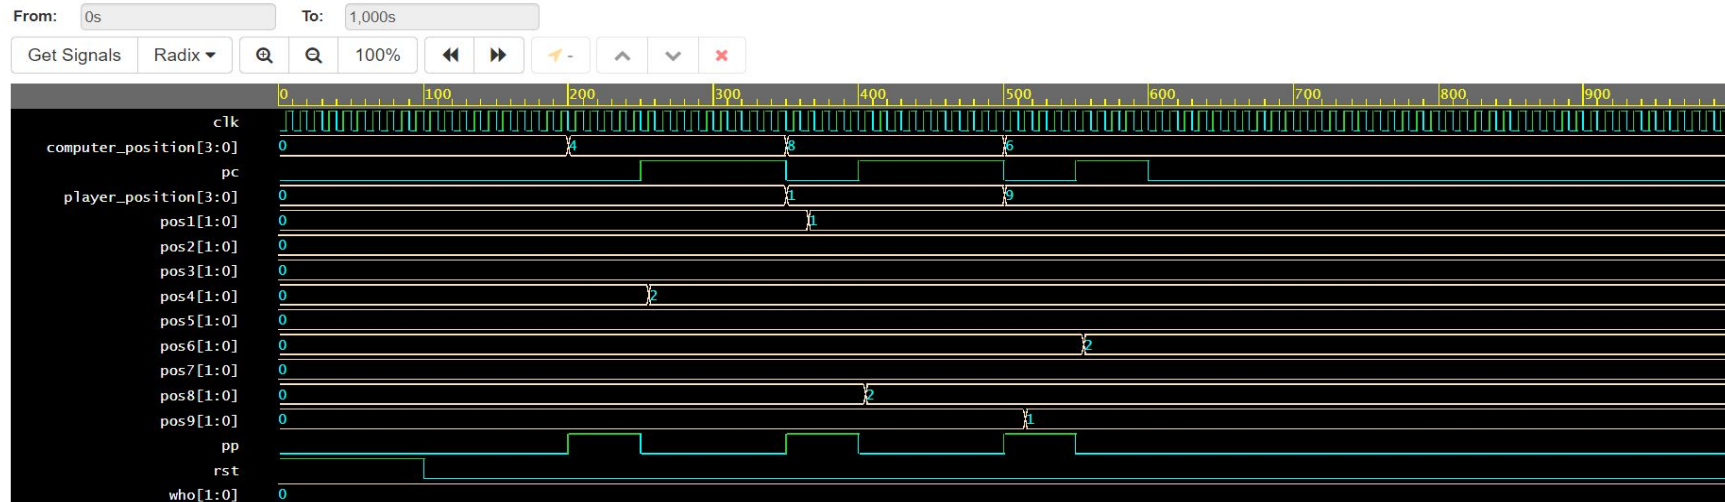 From: 0s To: 1,000s
Get Signals Radix 100% -
0 100 200 300 400 500 600 700 800 900
clk
computer_position[3:0] 0 4 8 6
pc
player_position[3:0] 0 1 9
pos1[1:0] 0 1
pos2[1:0] 0
pos3[1:0] 0
pos4[1:0] 0 2
pos5[1:0] 0
pos6[1:0] 0 2
pos7[1:0] 0
pos8[1:0] 0 2
pos9[1:0] 0 1
pp
rst
who[1:0] 0